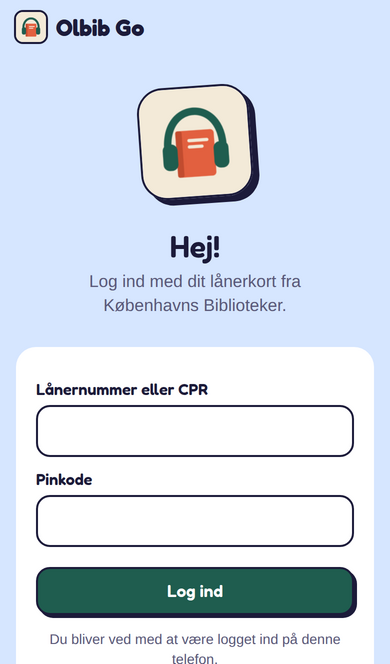 Olbib Go
Hej!
Log ind med dit lånerkort fra
Københavns Biblioteker.
Lånernummer eller CPR
Pinkode
Log ind
Du bliver ved med at være logget ind på denne
telefon.